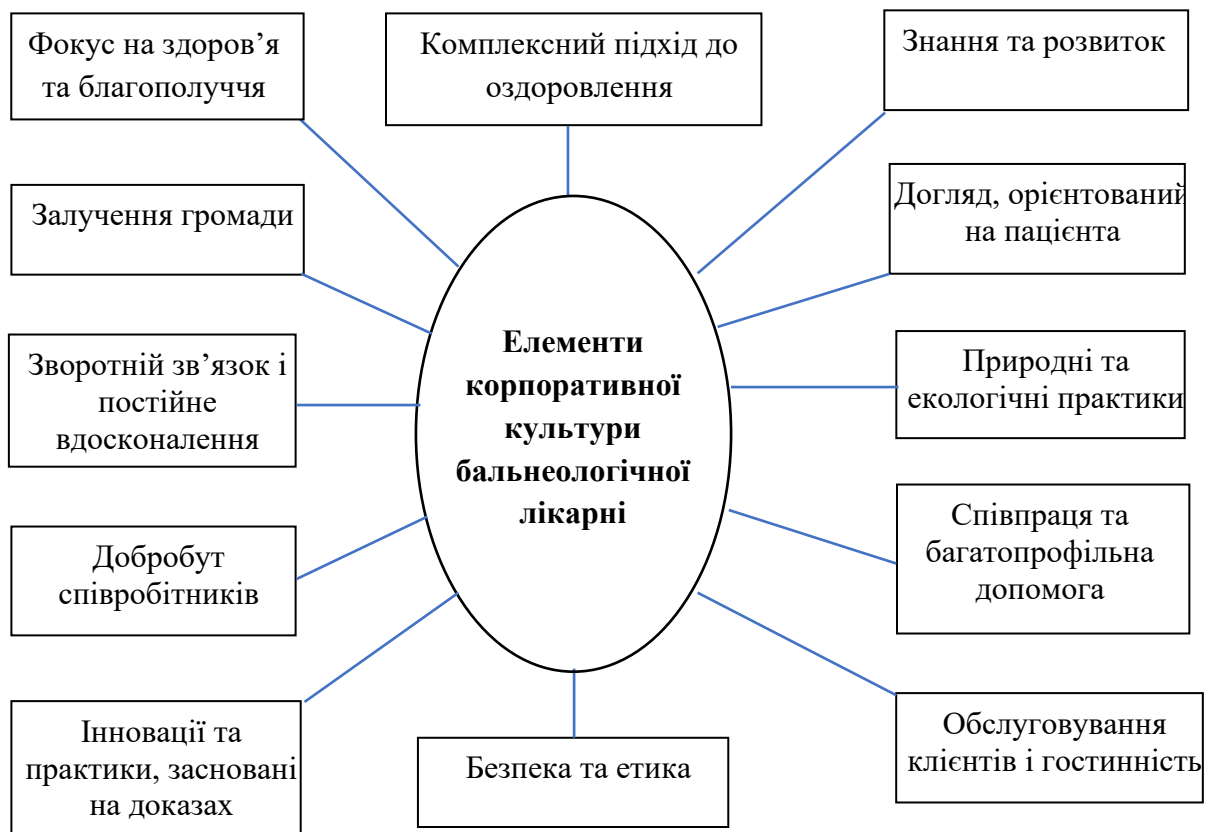 Фокус на здоров’я
та благополуччя
Комплексний підхід до
оздоровлення
Знання та розвиток
Залучення громади
Догляд, орієнтований
на пацієнта
Зворотній зв’язок і
постійне
вдосконалення
Елементи
корпоративної
культури
бальнеологічної
лікарні
Природні та
екологічні практики
Добробут
співробітників
Співпраця та
багатопрофільна
допомога
Інновації та
практики, засновані
на доказах
Безпека та етика
Обслуговування
клієнтів і гостинність